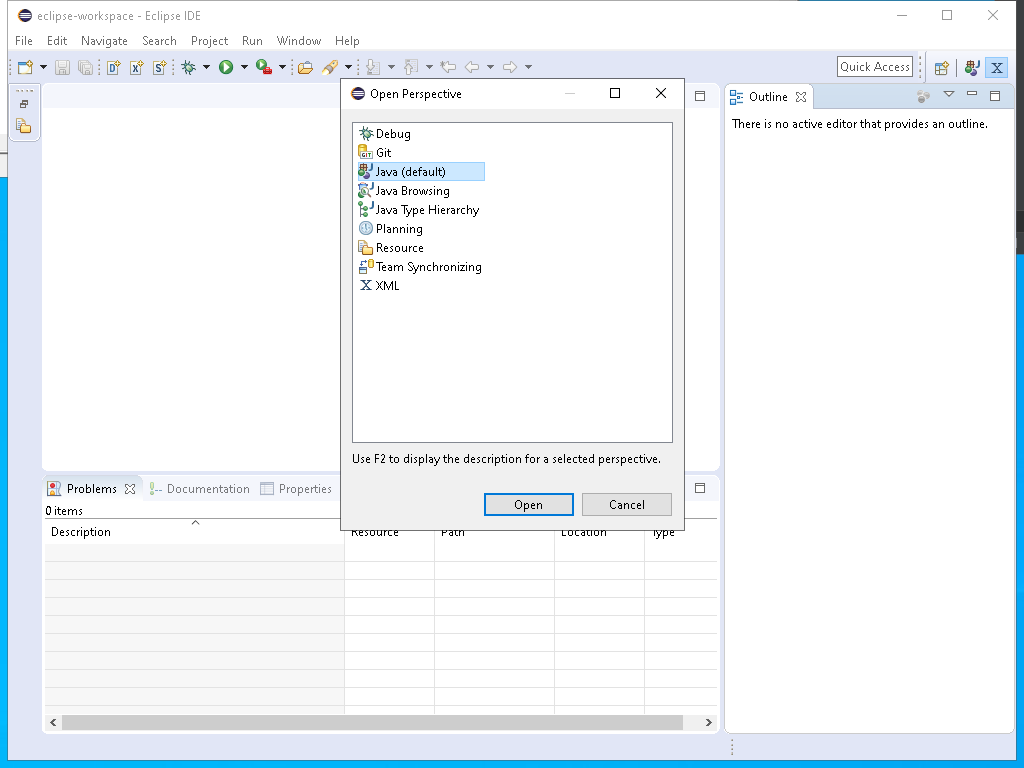 eclipse-workspace - Eclipse IDE
File Edit Navigate Search Project Run Window Help
Quick Access
Open Perspective
Debug
Git
Java (default)
Java Browsing
Java Type Hierarchy
Planning
Resource
Team Synchronizing
XML
Use F2 to display the description for a selected perspective.
Open Cancel
Outline
There is no active editor that provides an outline.
Problems Documentation Properties
0 items
Description Resource Path Location Type